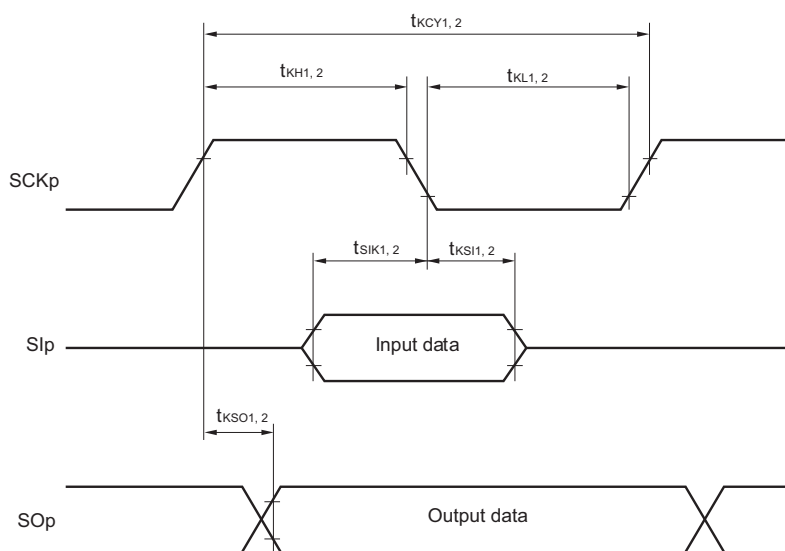 tKCY1, 2
tKH1, 2
tKL1, 2
SCKp
tSIK1, 2
tKSI1, 2
SIp
Input data
tKSO1, 2
SOp
Output data